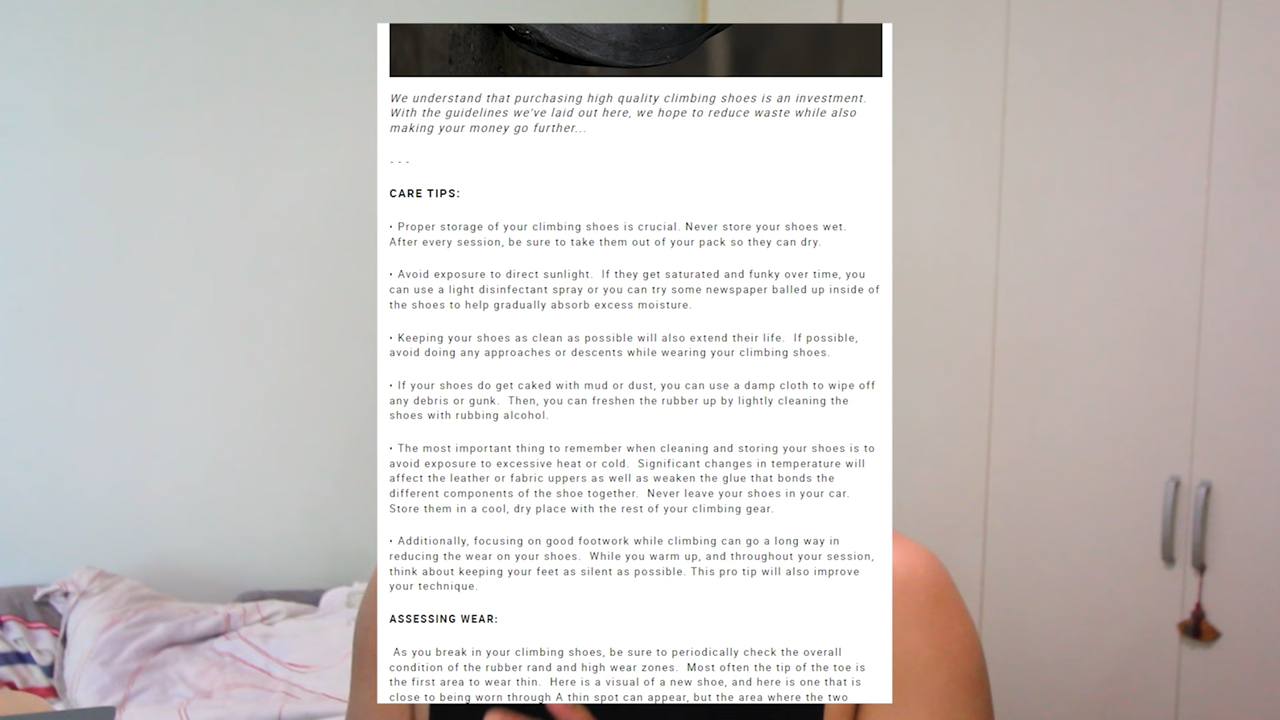 We understand that purchasing high quality climbing shoes is an investment.
With the guidelines we've laid out here, we hope to reduce waste while also
making your money go further...
- - -
CARE TIPS:
• Proper storage of your climbing shoes is crucial. Never store your shoes wet.
After every session, be sure to take them out of your pack so they can dry.
• Avoid exposure to direct sunlight.  If they get saturated and funky over time, you
can use a light disinfectant spray or you can try some newspaper balled up inside of
the shoes to help gradually absorb excess moisture.
• Keeping your shoes as clean as possible will also extend their life.  If possible,
avoid doing any approaches or descents while wearing your climbing shoes.
• If your shoes do get caked with mud or dust, you can use a damp cloth to wipe off
any debris or gunk.  Then, you can freshen the rubber up by lightly cleaning the
shoes with rubbing alcohol.
• The most important thing to remember when cleaning and storing your shoes is to
avoid exposure to excessive heat or cold.  Significant changes in temperature will
affect the leather or fabric uppers as well as weaken the glue that bonds the
different components of the shoe together.  Never leave your shoes in your car.
Store them in a cool, dry place with the rest of your climbing gear.
• Additionally, focusing on good footwork while climbing can go a long way in
reducing the wear on your shoes.  While you warm up, and throughout your session,
think about keeping your feet as silent as possible. This pro tip will also improve
your technique.
ASSESSING WEAR:
As you break in your climbing shoes, be sure to periodically check the overall
condition of the rubber rand and high wear zones.  Most often the tip of the toe is
the first area to wear thin.  Here is a visual of a new shoe, and here is one that is
close to being worn through A thin spot can appear, but the area where the two